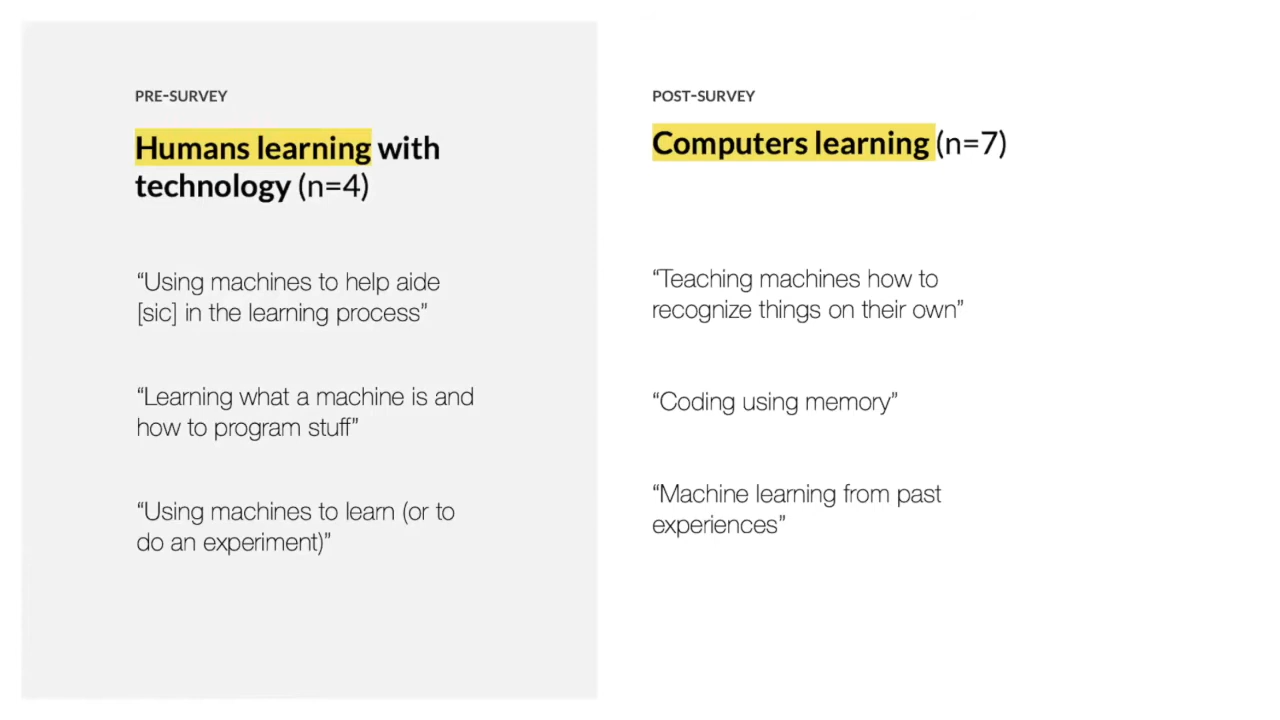 PRE-SURVEY
Humans learning with
technology (n=4)
“Using machines to help aide
[sic] in the learning process”
“Learning what a machine is and
how to program stuff”
“Using machines to learn (or to
do an experiment)”
POST-SURVEY
Computers learning (n=7)
“Teaching machines how to
recognize things on their own”
“Coding using memory”
“Machine learning from past
experiences”